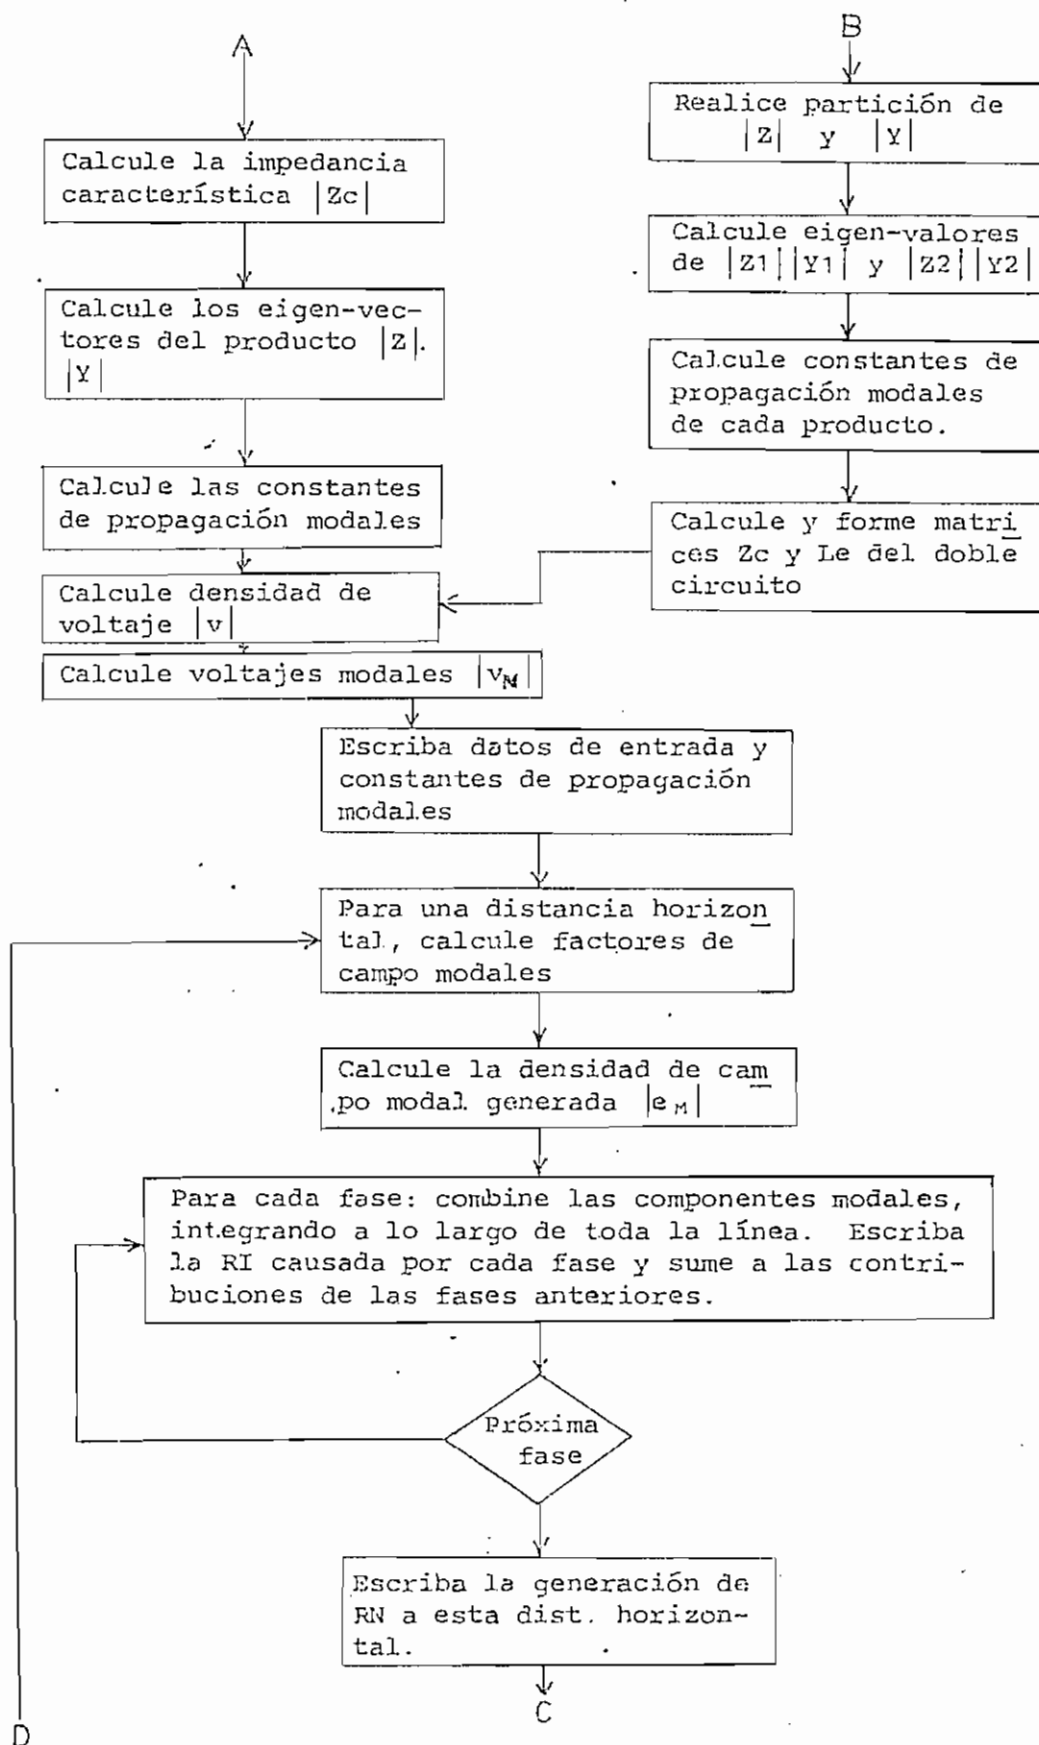 A
Calcule la impedancia
característica |Zc|
Calcule los eigen-vec-
tores del producto |Z|.
|Y|
Calcule las constantes
de propagación modales
Calcule densidad de
voltaje |v|
Calcule voltajes modales |vM|
B
Realice partición de
|Z| y |Y|
Calcule eigen-valores
de |Z1||Y1| y |Z2||Y2|
Calcule constantes de
propagación modales
de cada producto.
Calcule y forme matri
ces Zc y Le del doble
circuito
Escriba datos de entrada y
constantes de propagación
modales
Para una distancia horizon
tal, calcule factores de
campo modales
Calcule la densidad de cam
po modal generada |eM|
Para cada fase: combine las componentes modales,
integrando a lo largo de toda la línea. Escriba
la RI causada por cada fase y sume a las contri-
buciones de las fases anteriores.
Próxima
fase
Escriba la generación de
RN a esta dist. horizon-
tal.
C
D